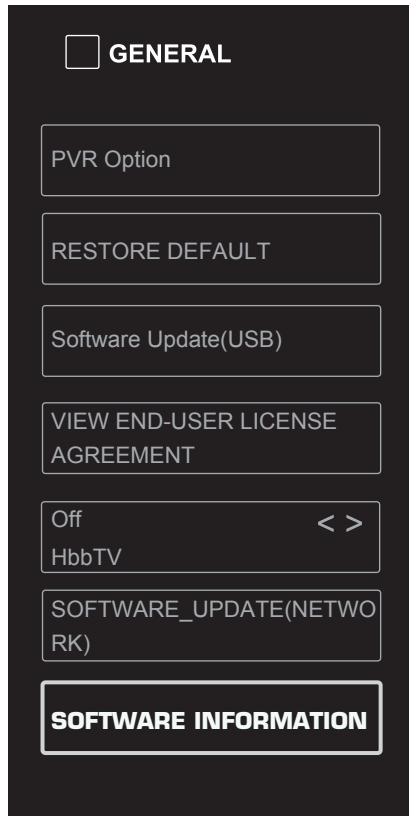 GENERAL
PVR Option
RESTORE DEFAULT
Software Update(USB)
VIEW END-USER LICENSE
AGREEMENT
Off < >
HbbTV
SOFTWARE_UPDATE(NETWO
RK)
SOFTWARE INFORMATION